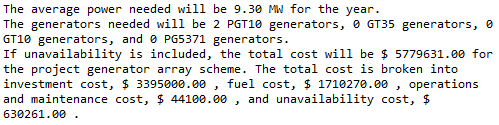 The average power needed will be 9.30 MW for the year.
The generators needed will be 2 PGT10 generators, 0 GT35 generators, 0
GT10 generators, and 0 PG5371 generators.
If unavailability is included, the total cost will be $ 5779631.00 for
the project generator array scheme. The total cost is broken into
investment cost, $ 3395000.00 , fuel cost, $ 1710270.00 , operations
and maintenance cost, $ 44100.00 , and unavailability cost, $
630261.00 .